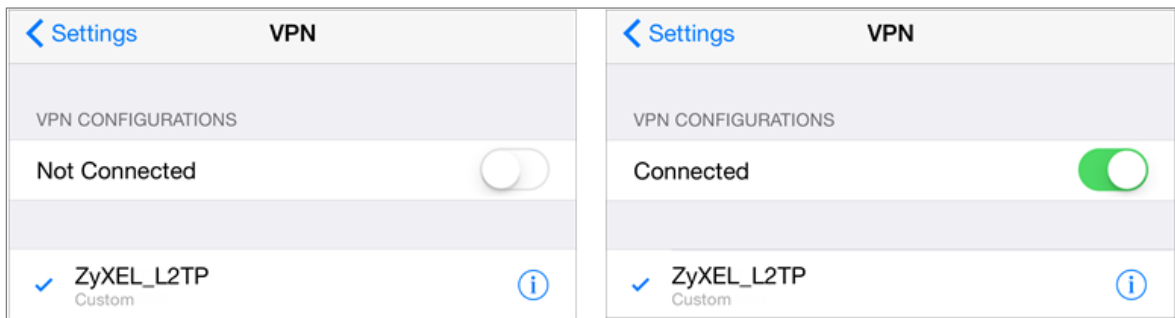 Settings
VPN
VPN CONFIGURATIONS
Not Connected
ZyXEL_L2TP
Custom
Settings
VPN
VPN CONFIGURATIONS
Connected
ZyXEL_L2TP
Custom